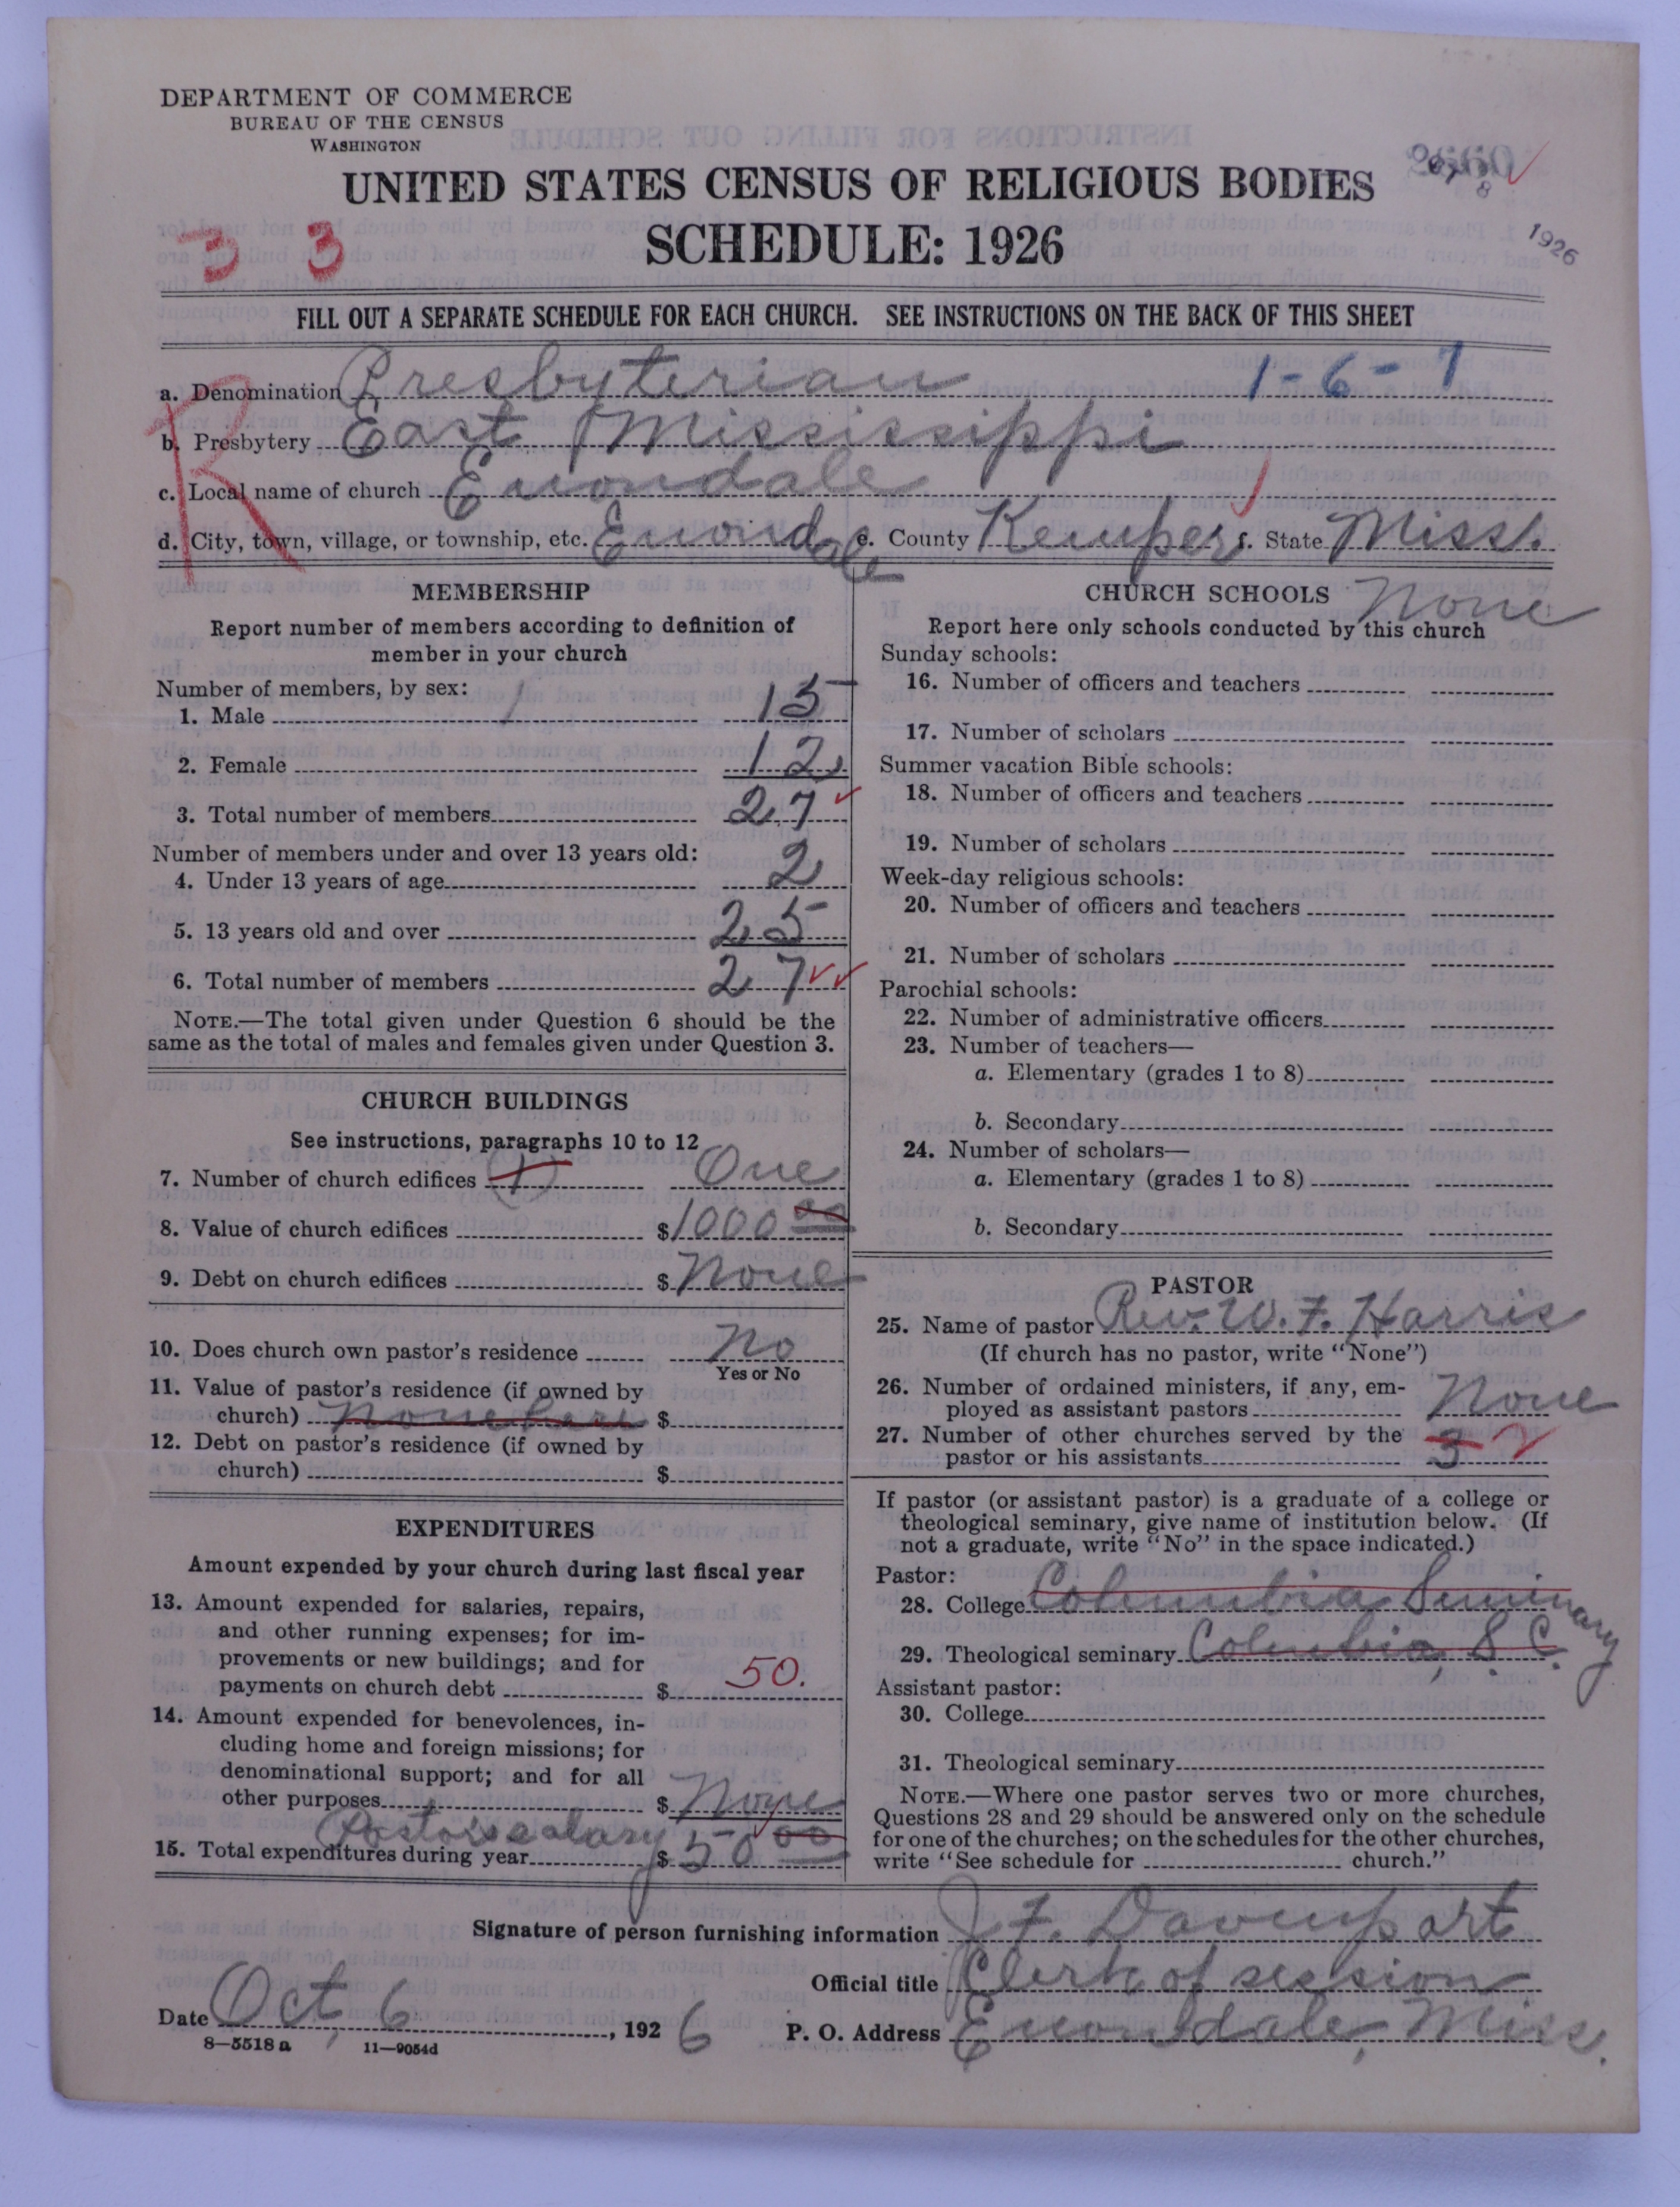 DEPARTMENT OF COMMERCE
BUREAU OF THE CENSUS
WASHINGTON
UNITED STATES CENSUS OF RELIGIOUS BODIES
SCHEDULE: 1926
1926
3 3
FILL OUT A SEPARATE SCHEDULE FOR EACH CHURCH. SEE INSTRUCTIONS ON THE BACK OF THIS SHEET
R
a. Denomination Presbyterian 1-6-7
b. Presbytery East Mississippi
c. Local name of church Enondale
d. City, town, village, or township, etc. Enondale e. County Kemper f. State Miss.
MEMBERSHIP
Report number of members according to definition of
member in your church
Number of members, by sex:
1. Male 15
2. Female 12
3. Total number of members 27
Number of members under and over 13 years old:
4. Under 13 years of age 2
5. 13 years old and over 25
6. Total number of members 27
NOTE.—The total given under Question 6 should be the
same as the total of males and females given under Question 3.
CHURCH BUILDINGS
See instructions, paragraphs 10 to 12
7. Number of church edifices (1) One
8. Value of church edifices $ 1000 00
9. Debt on church edifices $ None
10. Does church own pastor's residence No
Yes or No
11. Value of pastor's residence (if owned by
church) None here $
12. Debt on pastor's residence (if owned by
church) $
EXPENDITURES
Amount expended by your church during last fiscal year
13. Amount expended for salaries, repairs,
and other running expenses; for im-
provements or new buildings; and for
payments on church debt $ 50.
14. Amount expended for benevolences, in-
cluding home and foreign missions; for
denominational support; and for all
other purposes $ None
Pastors salary
15. Total expenditures during year $ 50 00
CHURCH SCHOOLS None
Report here only schools conducted by this church
Sunday schools:
16. Number of officers and teachers
17. Number of scholars
Summer vacation Bible schools:
18. Number of officers and teachers
19. Number of scholars
Week-day religious schools:
20. Number of officers and teachers
21. Number of scholars
Parochial schools:
22. Number of administrative officers
23. Number of teachers—
a. Elementary (grades 1 to 8)
b. Secondary
24. Number of scholars—
a. Elementary (grades 1 to 8)
b. Secondary
PASTOR
25. Name of pastor Rev. W. F. Harris
(If church has no pastor, write "None")
26. Number of ordained ministers, if any, em-
ployed as assistant pastors None
27. Number of other churches served by the
pastor or his assistants 3
If pastor (or assistant pastor) is a graduate of a college or
theological seminary, give name of institution below. (If
not a graduate, write "No" in the space indicated.)
Pastor:
28. College Columbia Seminary
29. Theological seminary Columbia, S. C.
Assistant pastor:
30. College
31. Theological seminary
NOTE.—Where one pastor serves two or more churches,
Questions 28 and 29 should be answered only on the schedule
for one of the churches; on the schedules for the other churches,
write "See schedule for church."
Signature of person furnishing information J. F. Davenport
Official title Clerk of session
Date Oct, 6, 1926 P. O. Address Enondale, Miss.
8—5518 a 11—9054d